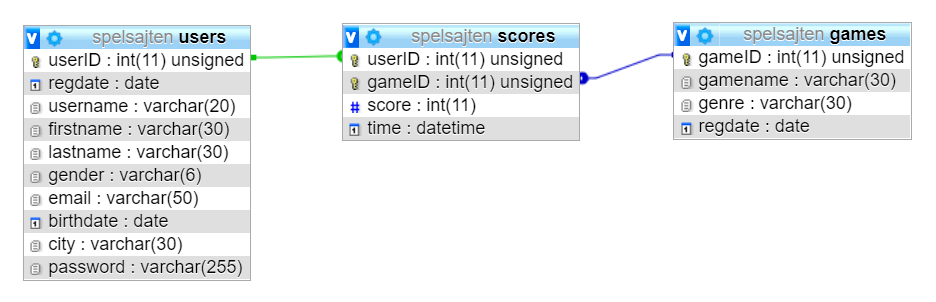 spelsajten users
userID : int(11) unsigned
regdate : date
username : varchar(20)
firstname : varchar(30)
lastname : varchar(30)
gender : varchar(6)
email : varchar(50)
birthdate : date
city : varchar(30)
password : varchar(255)
spelsajten scores
userID : int(11) unsigned
gameID : int(11) unsigned
# score : int(11)
time : datetime
spelsajten games
gameID : int(11) unsigned
gamename : varchar(30)
genre : varchar(30)
regdate : date